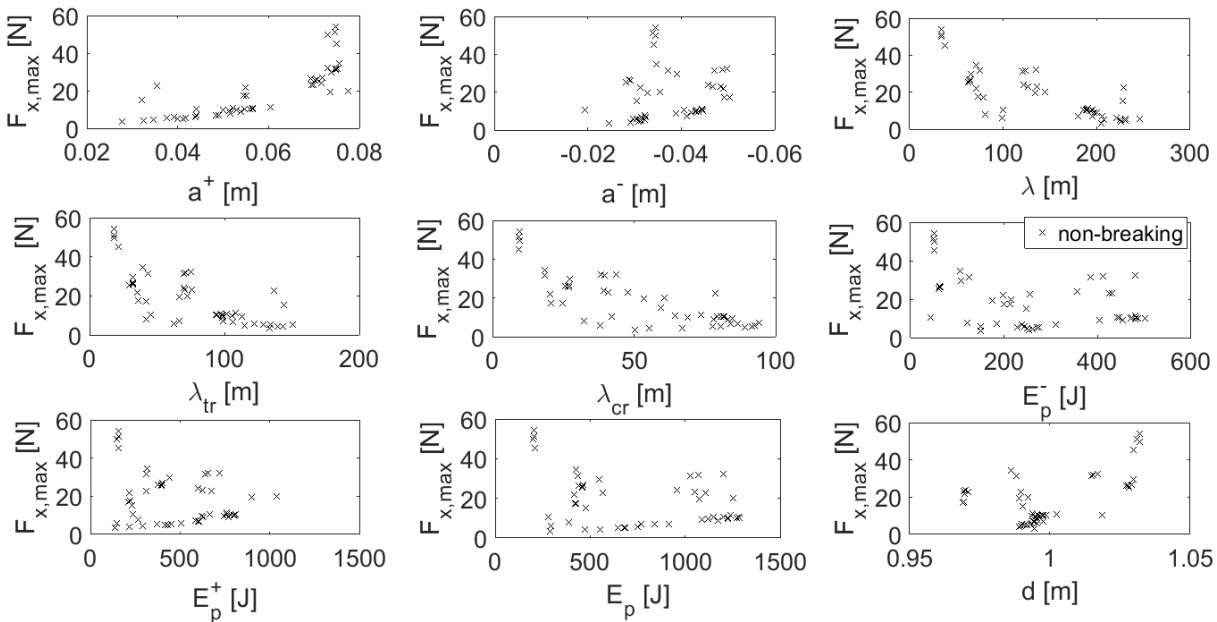 F_x,max [N]
60
40
20
0
0.02 0.04 0.06 0.08
a⁺ [m]
F_x,max [N]
60
40
20
0
0 -0.02 -0.04 -0.06
a⁻ [m]
F_x,max [N]
60
40
20
0
0 100 200 300
λ [m]
F_x,max [N]
60
40
20
0
0 100 200
λ_tr [m]
F_x,max [N]
60
40
20
0
0 50 100
λ_cr [m]
F_x,max [N]
60
40
20
0
× non-breaking
0 200 400 600
E_p⁻ [J]
F_x,max [N]
60
40
20
0
0 500 1000 1500
E_p⁺ [J]
F_x,max [N]
60
40
20
0
0 500 1000 1500
E_p [J]
F_x,max [N]
60
40
20
0
0.95 1 1.05
d [m]